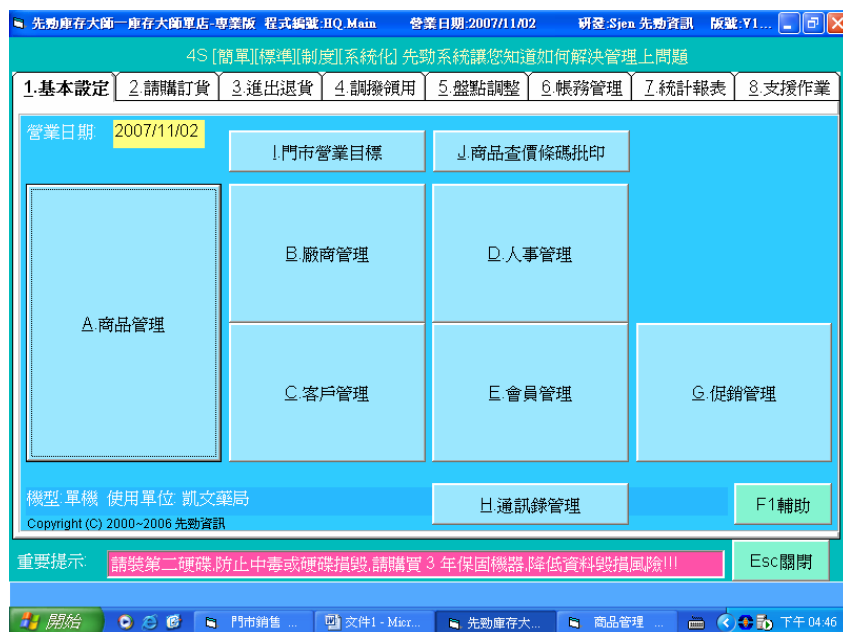 先勁庫存大師─庫存大師單店-專業版 程式編號:HQ_Main 營業日期:2007/11/02 研發:Sjen 先勁資訊 版號:V1...
4S [簡單][標準][制度][系統化] 先勁系統讓您知道如何解決管理上問題
1.基本設定 2.請購訂貨 3.進出退貨 4.調撥領用 5.盤點調整 6.帳務管理 7.統計報表 8.支援作業
營業日期: 2007/11/02
I.門市營業目標 J.商品查價條碼批印
A.商品管理
B.廠商管理 D.人事管理
C.客戶管理 E.會員管理 G.促銷管理
機型:單機 使用單位: 凱文藥局
H.通訊錄管理 F1輔助
Copyright (C) 2000~2006 先勁資訊
重要提示: 請裝第二硬碟,防止中毒或硬碟損毀,請購買 3 年保固機器,降低資料毀損風險!!!
Esc關閉
開始 門市銷售 ... 文件1 - Micr... 先勁庫存大... 商品管理 ... 下午 04:46